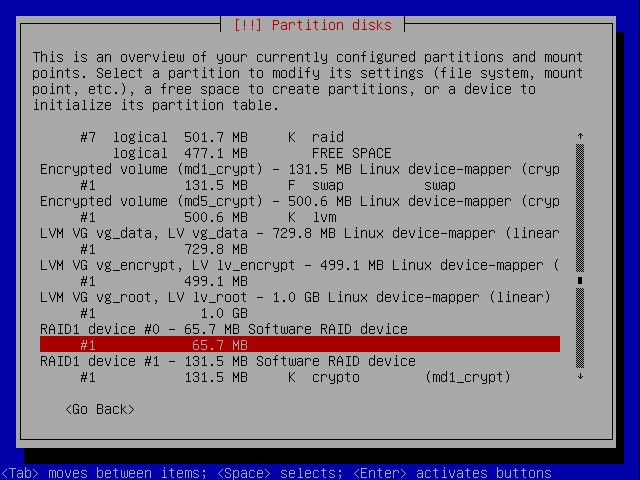 [!!] Partition disks
This is an overview of your currently configured partitions and mount
points. Select a partition to modify its settings (file system, mount
point, etc.), a free space to create partitions, or a device to
initialize its partition table.
#7 logical 501.7 MB K raid
logical 477.1 MB FREE SPACE
Encrypted volume (md1_crypt) - 131.5 MB Linux device-mapper (cryp
#1 131.5 MB F swap swap
Encrypted volume (md5_crypt) - 500.6 MB Linux device-mapper (cryp
#1 500.6 MB K lvm
LVM VG vg_data, LV vg_data - 729.8 MB Linux device-mapper (linear
#1 729.8 MB
LVM VG vg_encrypt, LV lv_encrypt - 499.1 MB Linux device-mapper (
#1 499.1 MB
LVM VG vg_root, LV lv_root - 1.0 GB Linux device-mapper (linear)
#1 1.0 GB
RAID1 device #0 - 65.7 MB Software RAID device
#1 65.7 MB
RAID1 device #1 - 131.5 MB Software RAID device
#1 131.5 MB K crypto (md1_crypt)
<Go Back>
<Tab> moves between items; <Space> selects; <Enter> activates buttons